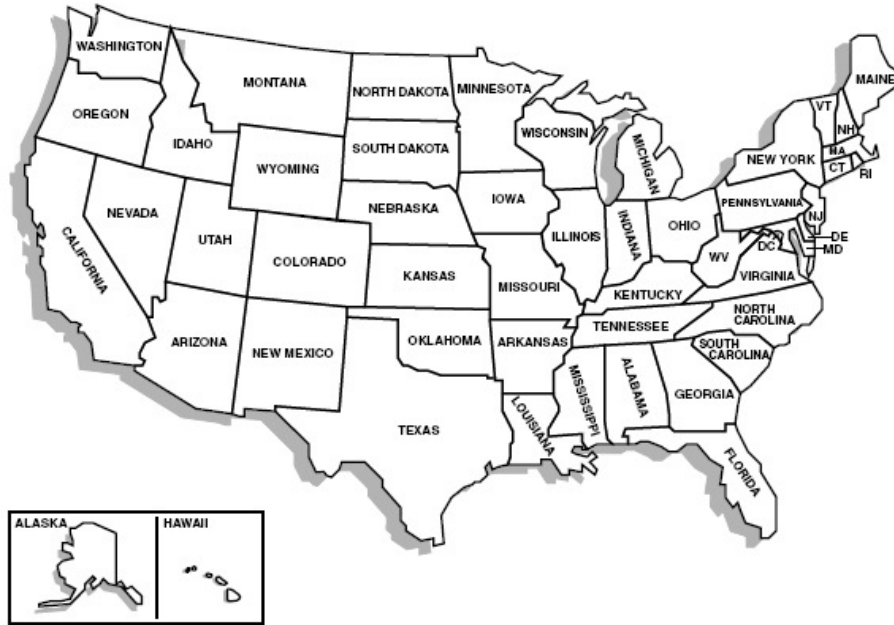 WASHINGTON
MONTANA
NORTH DAKOTA
MINNESOTA
MAINE
VT
OREGON
NH
IDAHO
SOUTH DAKOTA
WISCONSIN
MICHIGAN
NEW YORK
MA
CT
RI
WYOMING
NEVADA
NEBRASKA
IOWA
PENNSYLVANIA
NJ
CALIFORNIA
UTAH
COLORADO
KANSAS
MISSOURI
ILLINOIS
INDIANA
OHIO
WV
DC
DE
MD
VIRGINIA
KENTUCKY
NORTH
CAROLINA
TENNESSEE
ARIZONA
NEW MEXICO
OKLAHOMA
ARKANSAS
SOUTH
CAROLINA
MISSISSIPPI
ALABAMA
GEORGIA
TEXAS
LOUISIANA
FLORIDA
ALASKA
HAWAII